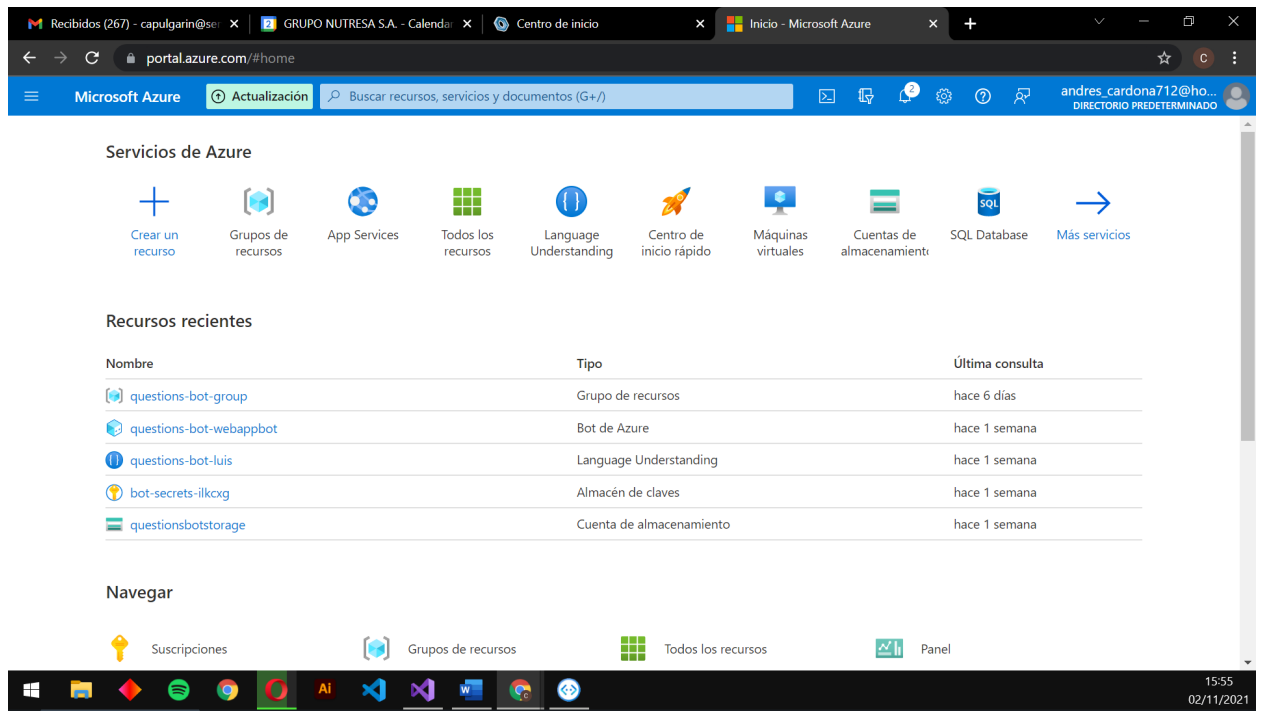 Recibidos (267) - capulgarin@ser
GRUPO NUTRESA S.A. - Calendar
Centro de inicio
Inicio - Microsoft Azure
portal.azure.com/#home
C
Microsoft Azure
Actualización
Buscar recursos, servicios y documentos (G+/)
2
andres_cardona712@ho...
DIRECTORIO PREDETERMINADO
Servicios de Azure
Crear un
recurso
Grupos de
recursos
App Services
Todos los
recursos
Language
Understanding
Centro de
inicio rápido
Máquinas
virtuales
Cuentas de
almacenamient
SQL
SQL Database
Más servicios
Recursos recientes
Nombre Tipo Última consulta
questions-bot-group Grupo de recursos hace 6 días
questions-bot-webappbot Bot de Azure hace 1 semana
questions-bot-luis Language Understanding hace 1 semana
bot-secrets-ilkcxg Almacén de claves hace 1 semana
questionsbotstorage Cuenta de almacenamiento hace 1 semana
Navegar
Suscripciones Grupos de recursos Todos los recursos Panel
Ai
15:55
02/11/2021